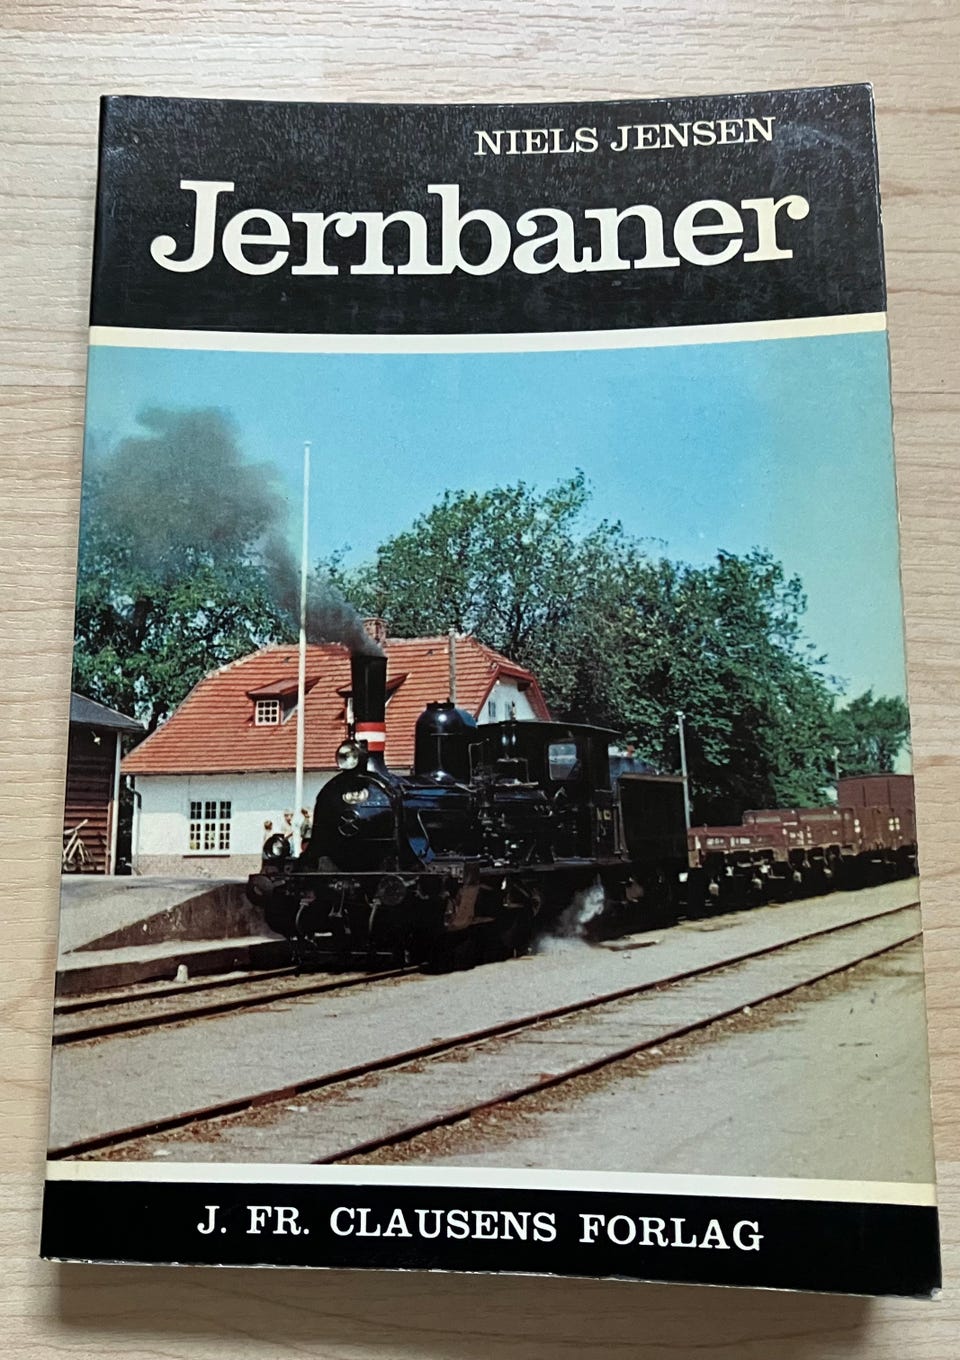 NIELS JENSEN
Jernbaner
J. FR. CLAUSENS FORLAG